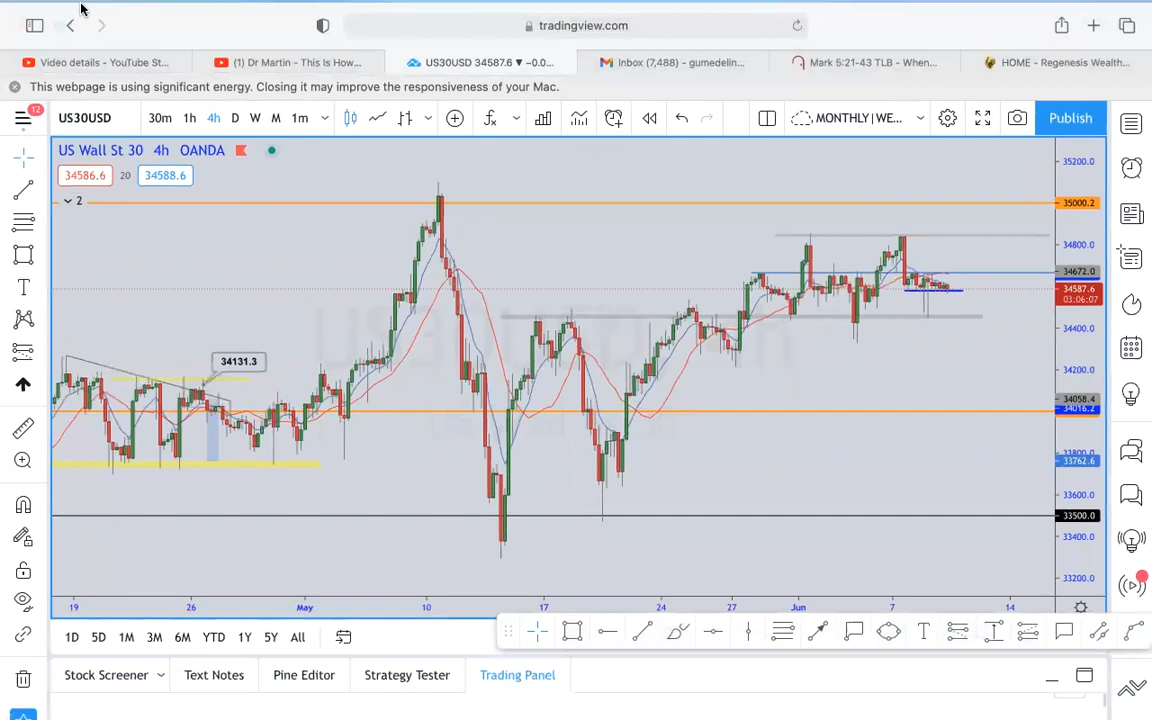 tradingview.com
Video details - YouTube St...
(1) Dr Martin - This Is How...
US30USD 34587.6 ▼ −0.0...
Inbox (7,488) - gumedelin...
Mark 5:21-43 TLB - When...
HOME - Regenesis Wealth...
This webpage is using significant energy. Closing it may improve the responsiveness of your Mac.
12
US30USD 30m 1h 4h D W M 1m MONTHLY | WE... Publish
US Wall St 30 4h OANDA
34586.6 20 34588.6
2
34131.3
35200.0
35000.2
34800.0
34672.0
34587.6
03:06:07
34400.0
34200.0
34058.4
34016.2
33762.6
33600.0
33500.0
33400.0
33200.0
19 26 May 10 17 24 27 Jun 7 14
1D 5D 1M 3M 6M YTD 1Y 5Y All
Stock Screener Text Notes Pine Editor Strategy Tester Trading Panel